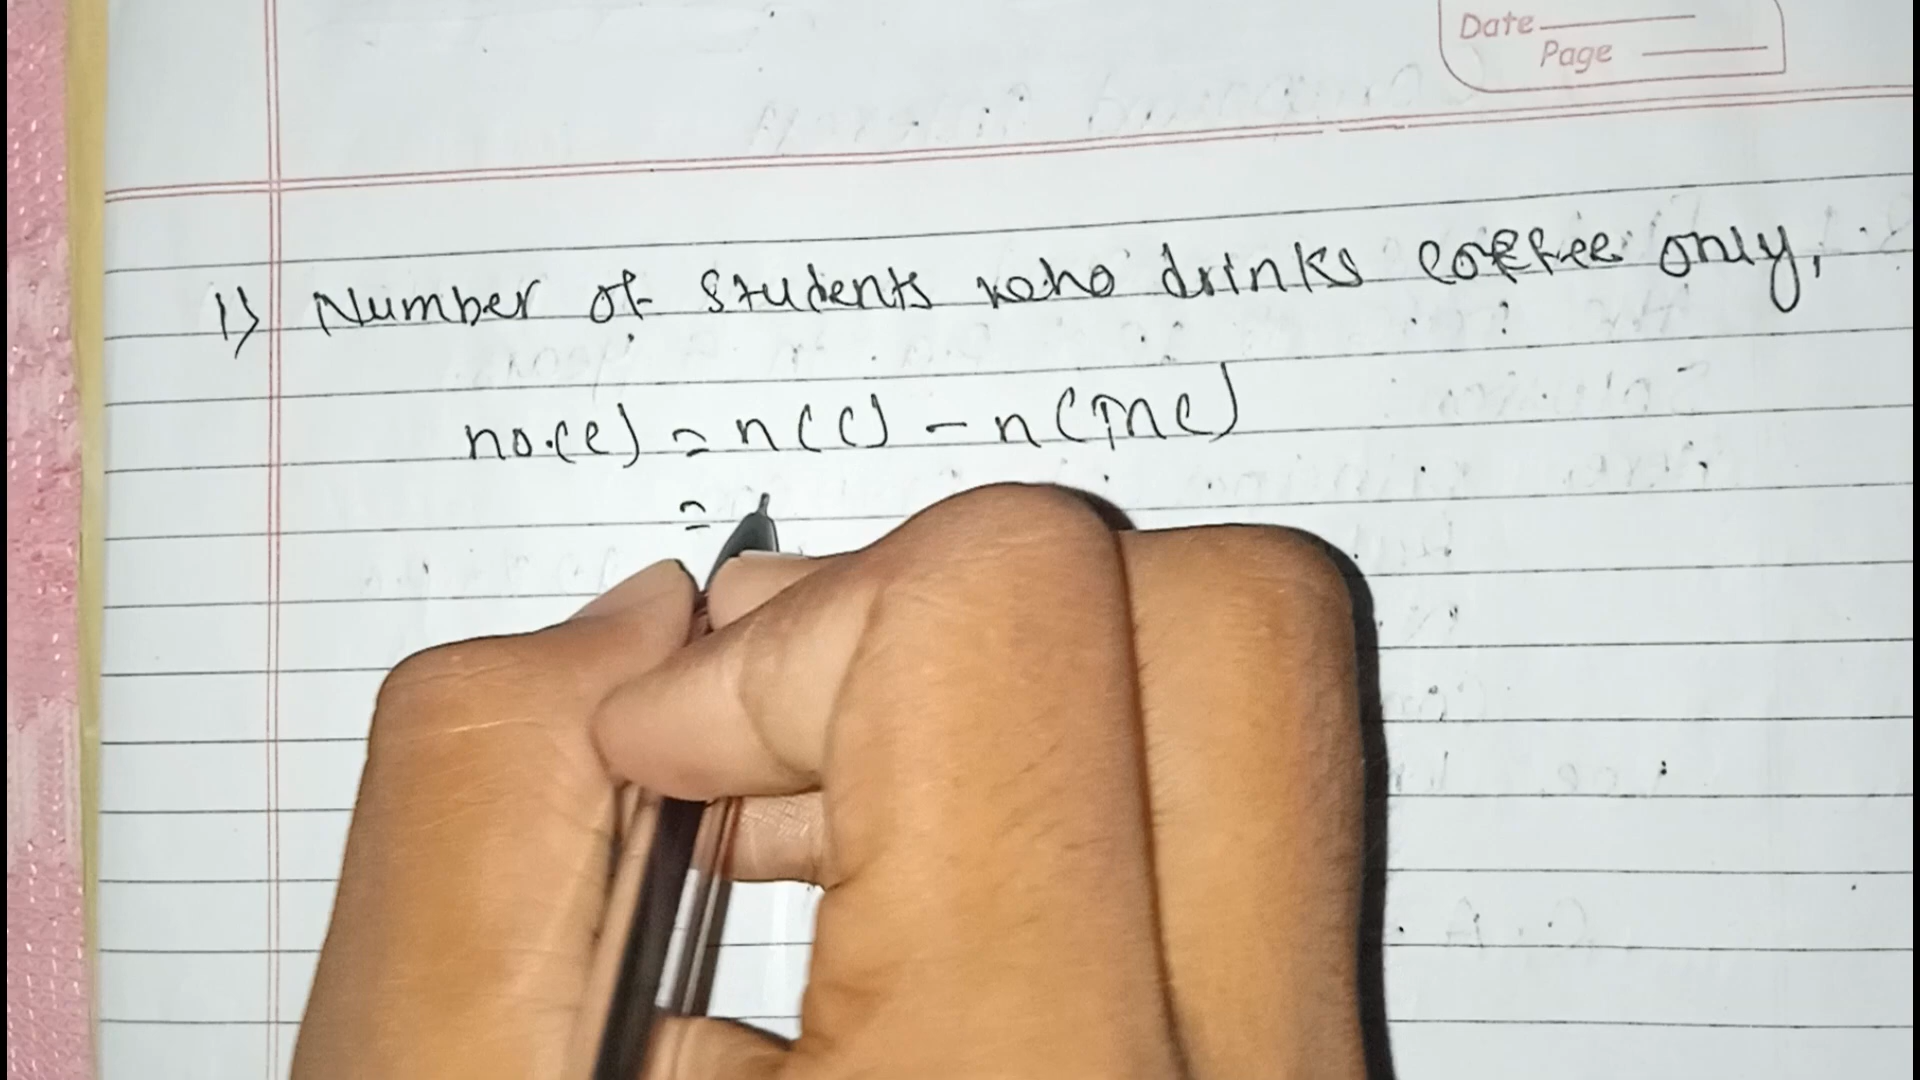 Date
Page
1) Number of students who drinks coffee only,
no.(c) = n(c) - n(T∩c)
=